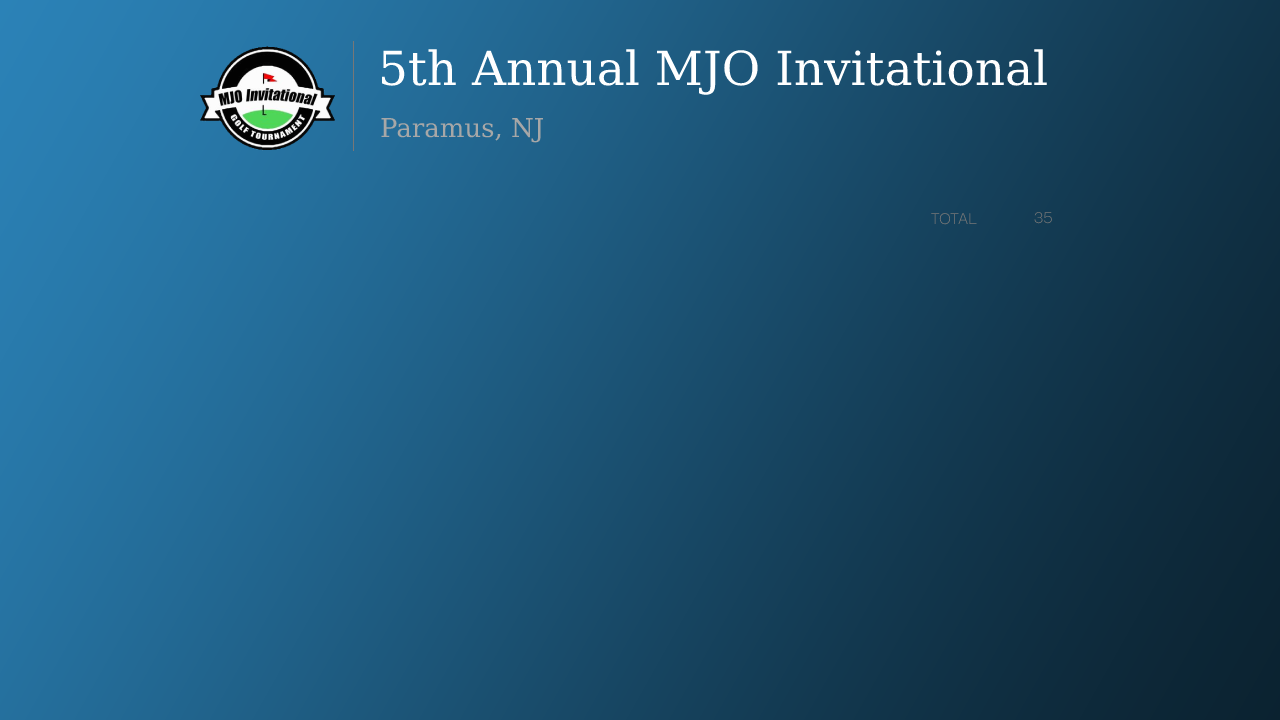 5th Annual MJO Invitational
MJO Invitational
GOLF TOURNAMENT
Paramus, NJ
TOTAL 35